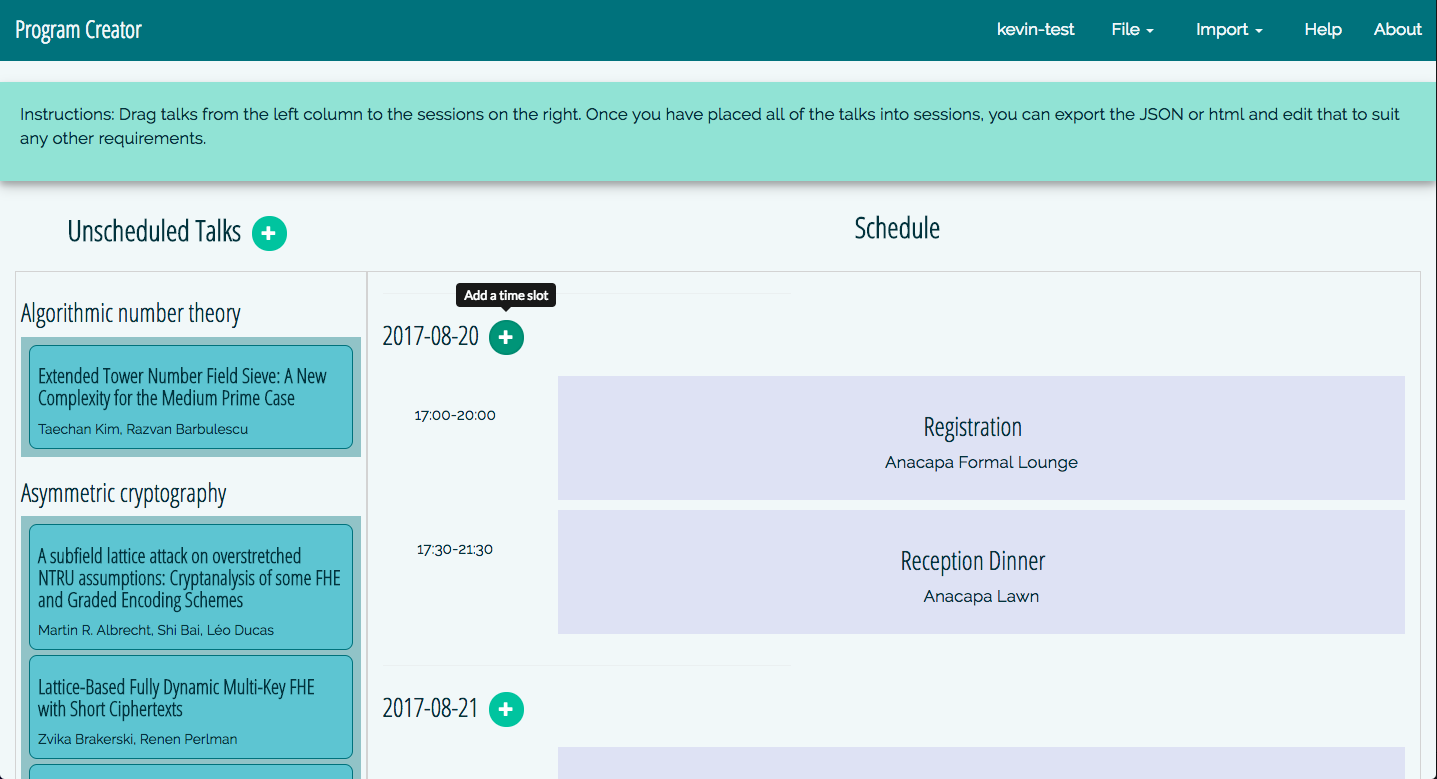 Program Creator
kevin-test
File
Import
Help
About
Instructions: Drag talks from the left column to the sessions on the right. Once you have placed all of the talks into sessions, you can export the JSON or html and edit that to suit
any other requirements.
Unscheduled Talks
Schedule
Algorithmic number theory
Extended Tower Number Field Sieve: A New
Complexity for the Medium Prime Case
Taechan Kim, Razvan Barbulescu
Asymmetric cryptography
A subfield lattice attack on overstretched
NTRU assumptions: Cryptanalysis of some FHE
and Graded Encoding Schemes
Martin R. Albrecht, Shi Bai, Léo Ducas
Lattice-Based Fully Dynamic Multi-Key FHE
with Short Ciphertexts
Zvika Brakerski, Renen Perlman
Add a time slot
2017-08-20
17:00-20:00
Registration
Anacapa Formal Lounge
17:30-21:30
Reception Dinner
Anacapa Lawn
2017-08-21